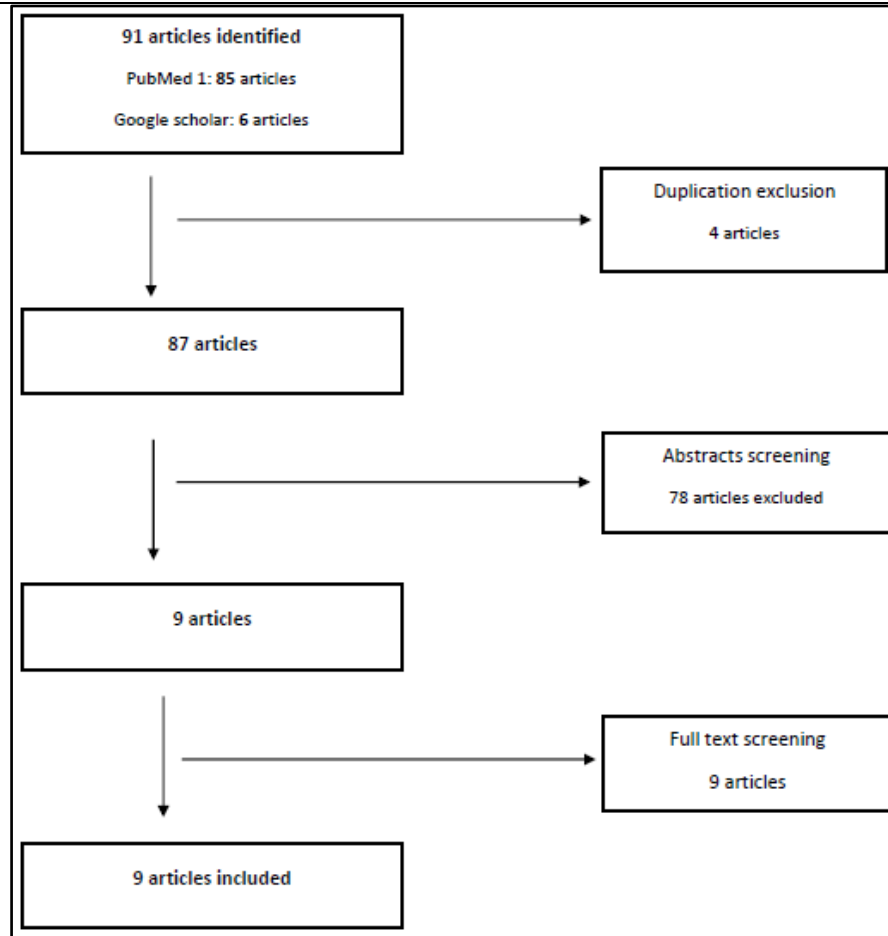 91 articles identified
PubMed 1: 85 articles
Google scholar: 6 articles
Duplication exclusion
4 articles
87 articles
Abstracts screening
78 articles excluded
9 articles
Full text screening
9 articles
9 articles included